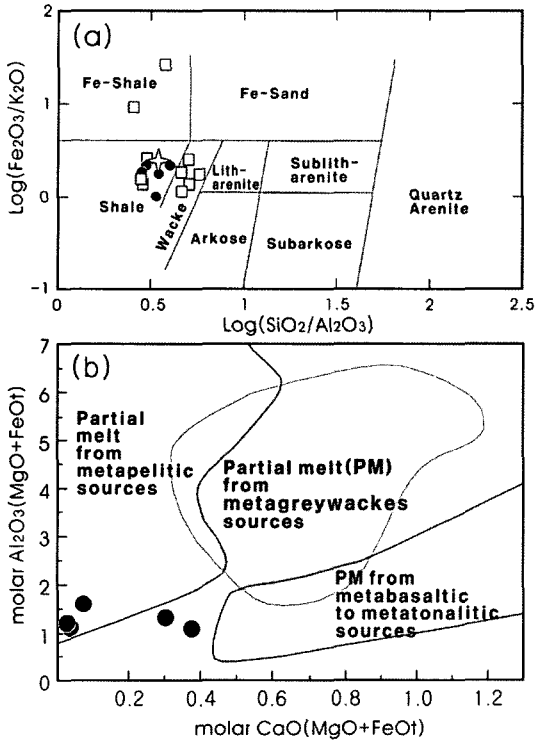 (a)
2
1
0
-1
Log(Fe2O3/K2O)
Fe-Shale
Fe-Sand
Shale
Wacke
Lith-
arenite
Sublith-
arenite
Arkose
Subarkose
Quartz
Arenite
0
0.5
1
1.5
2
2.5
Log(SiO2/Al2O3)
(b)
7
6
5
4
3
2
1
0
molar Al2O3(MgO+FeOt)
Partial
melt
from
metapelitic
sources
Partial melt(PM)
from
metagreywackes
sources
PM from
metabasaltic
to metatonalitic
sources
0.2
0.4
0.6
0.8
1.0
1.2
molar CaO(MgO+FeOt)